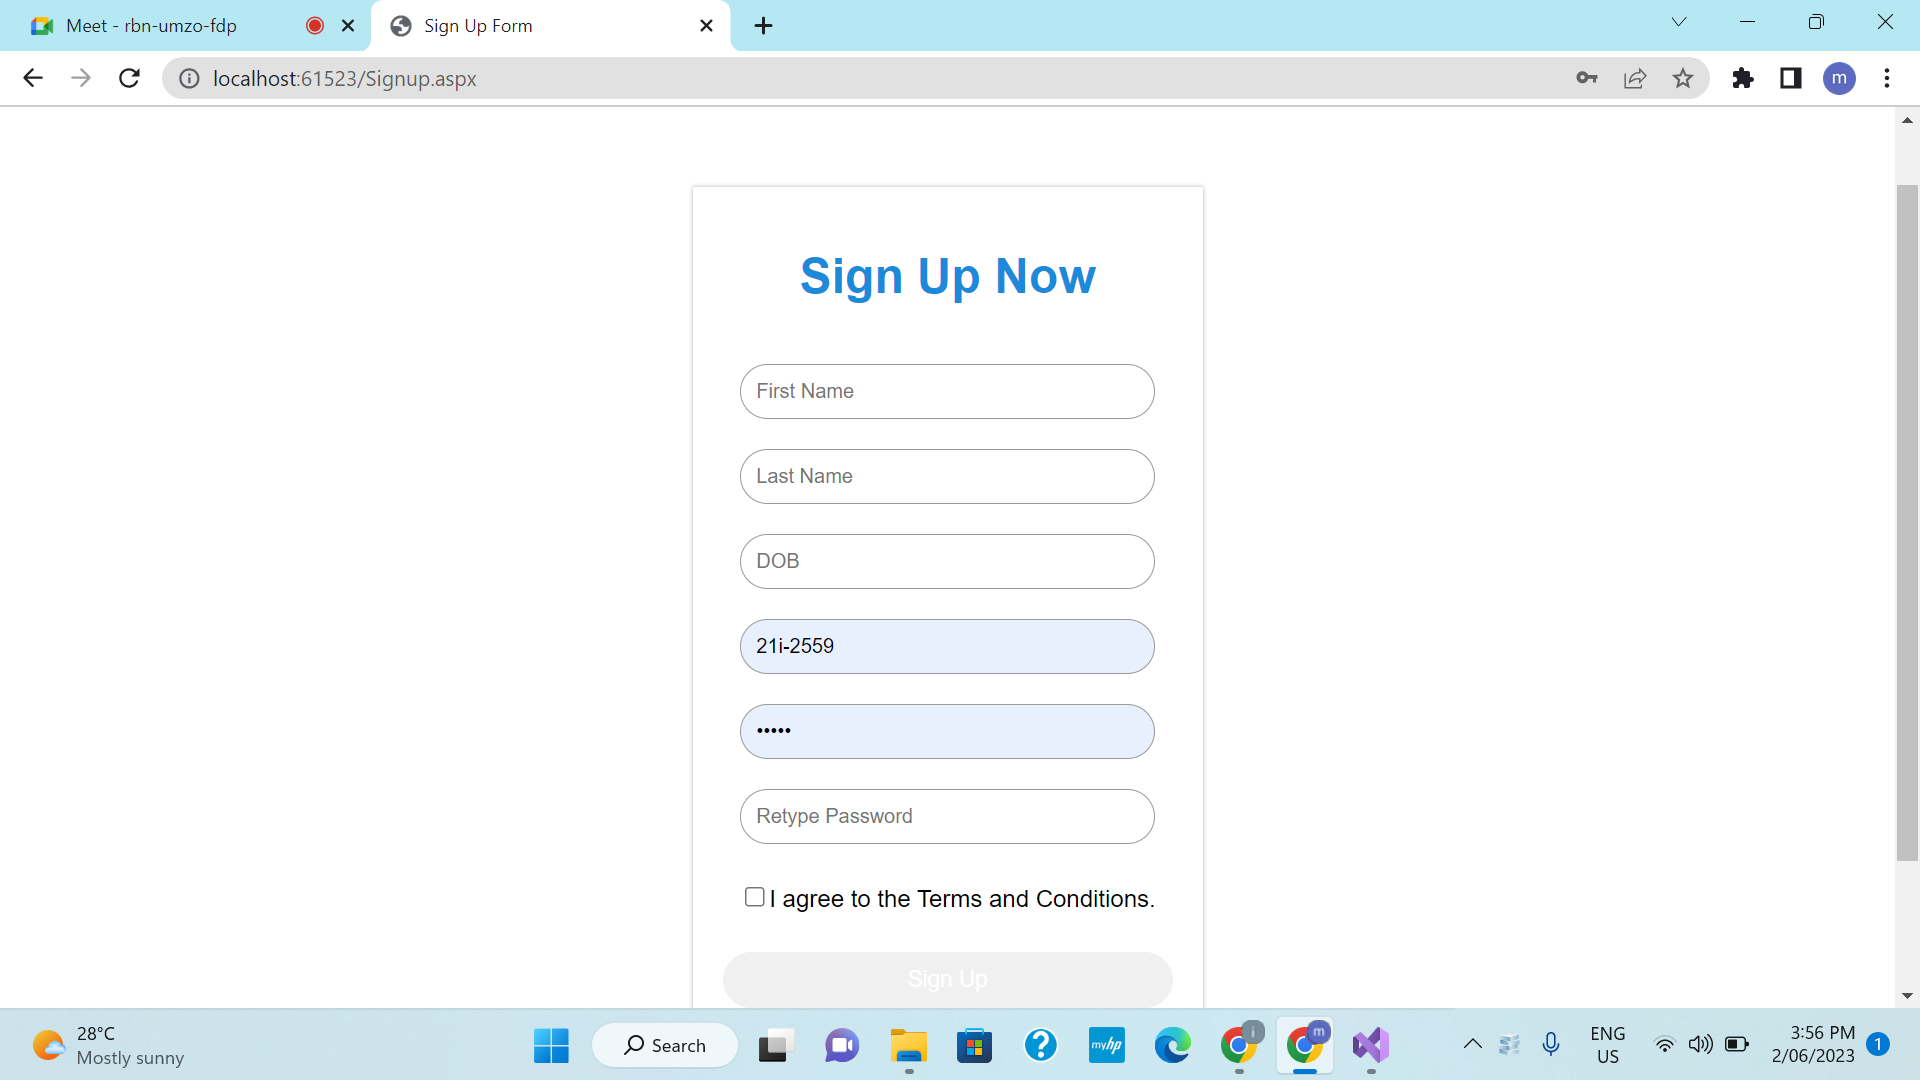 Meet - rbn-umzo-fdp
Sign Up Form
localhost:61523/Signup.aspx
m
Sign Up Now
First Name
Last Name
DOB
21i-2559
•••••
Retype Password
I agree to the Terms and Conditions.
Sign Up
28°C
Mostly sunny
Search
myhp
i
m
ENG
US
3:56 PM
2/06/2023
1